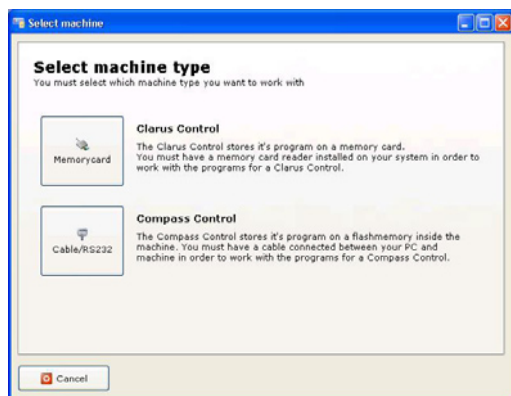 Select machine
Select machine type
You must select which machine type you want to work with
Memorycard
Clarus Control
The Clarus Control stores it's program on a memory card.
You must have a memory card reader installed on your system in order to
work with the programs for a Clarus Control.
Cable/RS232
Compass Control
The Compass Control stores it's program on a flashmemory inside the
machine. You must have a cable connected between your PC and
machine in order to work with the programs for a Compass Control.
Cancel